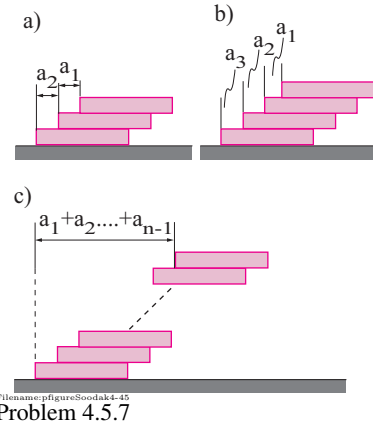 a)
a2
a1
b)
a3
a2
a1
c)
a1+a2....+an-1
Filename:pfigureSoodak4-45
Problem 4.5.7